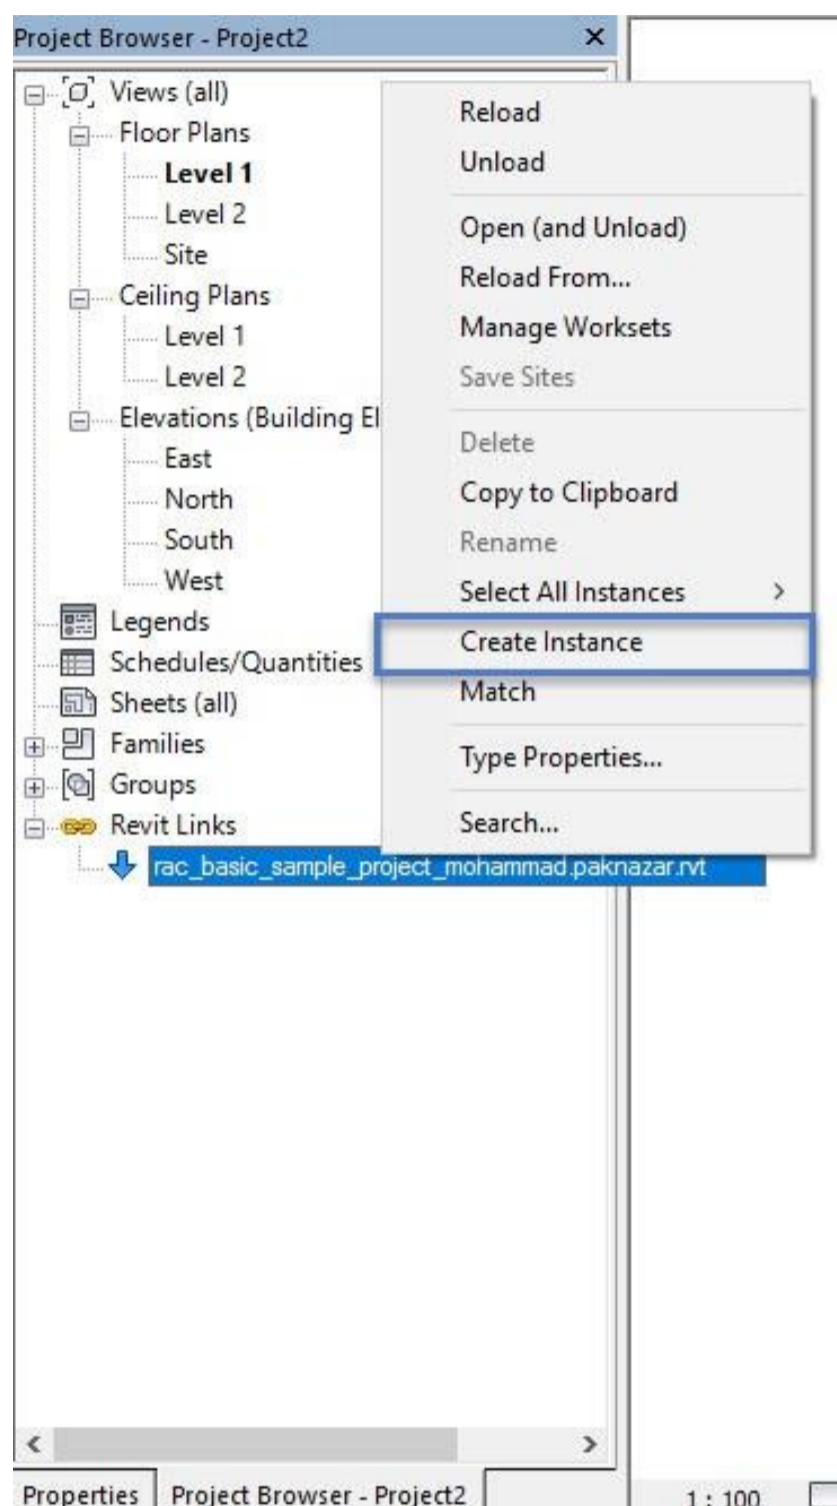 Project Browser - Project2
Views (all)
Floor Plans
Level 1
Level 2
Site
Ceiling Plans
Level 1
Level 2
Elevations (Building El
East
North
South
West
Legends
Schedules/Quantities
Sheets (all)
Families
Groups
Revit Links
rac_basic_sample_project_mohammad.paknazar.rvt
Reload
Unload
Open (and Unload)
Reload From...
Manage Worksets
Save Sites
Delete
Copy to Clipboard
Rename
Select All Instances
Create Instance
Match
Type Properties...
Search...
Properties
Project Browser - Project2
1 : 100